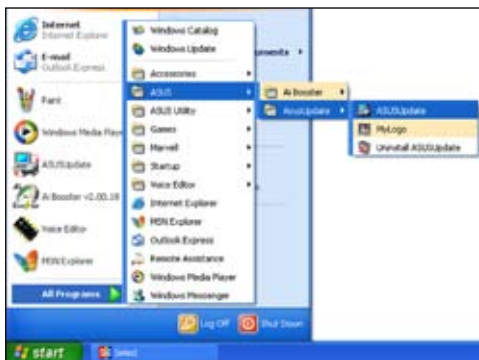 Internet
Internet Explorer
E-mail
Outlook Express
Paint
Windows Media Play
ASUSUpdate
Ai Booster v2.00.18
Voice Editor
MSN Explorer
All Programs
Windows Catalog
Windows Update
Accessories
ASUS
ASUS Utility
Games
Marvell
Startup
Voice Editor
Internet Explorer
MSN Explorer
Outlook Express
Remote Assistance
Windows Media Player
Windows Messenger
uments
Ai Booster
AsusUpdate
ASUSUpdate
MyLogo
Uninstall ASUSUpdate
Log Off
Shut Down
start